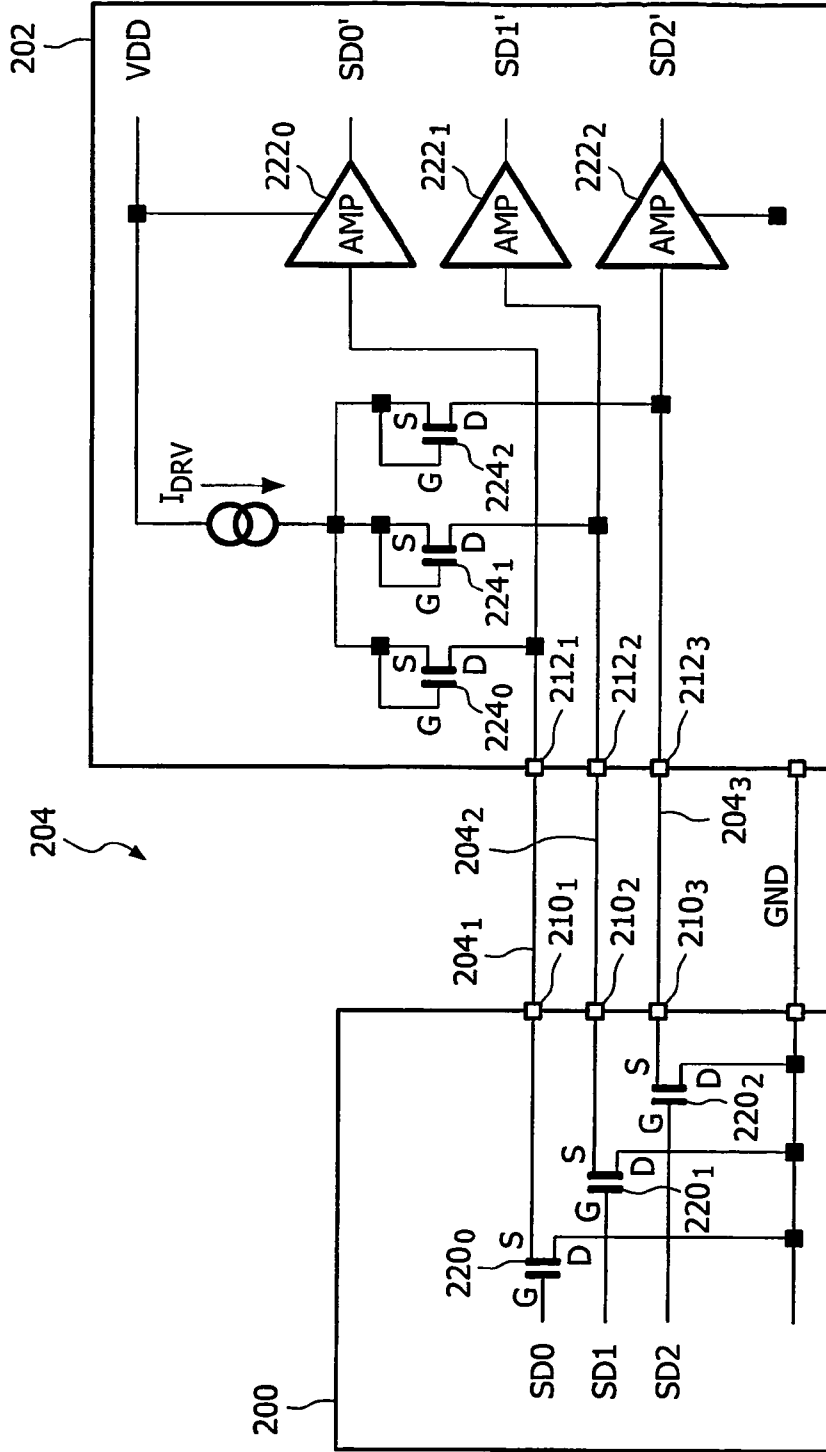 202
VDD
SD0'
SD1'
SD2'
222₀
222₁
222₂
AMP
AMP
AMP
I_DRV
S
D
G
224₂
S
D
G
224₁
S
D
G
224₀
212₁
212₂
212₃
204
204₁
204₂
204₃
GND
210₁
210₂
210₃
S
D
G
220₀
S
D
G
220₁
S
D
G
220₂
SD0
SD1
SD2
200